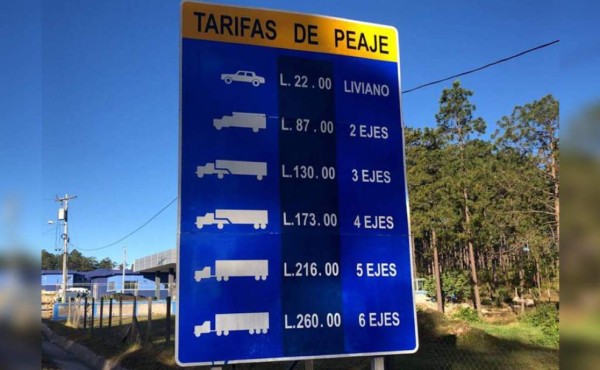 TARIFAS DE PEAJE
L. 22.00 LIVIANO
L. 87.00 2 EJES
L.130.00 3 EJES
L.173.00 4 EJES
L.216.00 5 EJES
L.260.00 6 EJES